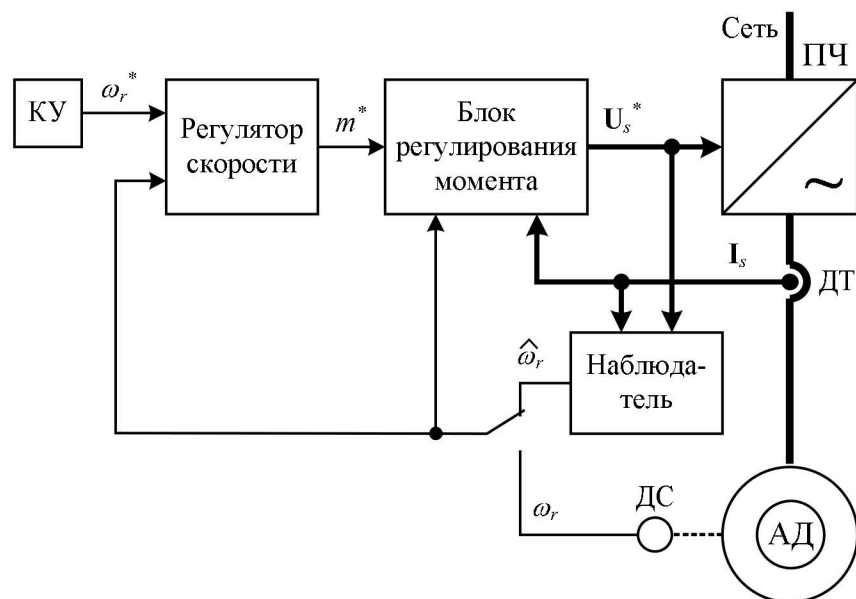 Сеть
ПЧ
КУ
ω_r^*
Регулятор
скорости
m^*
Блок
регулирования
момента
U_s^*
~
I_s
ДТ
ω̂_r
Наблюда-
тель
ω_r
ДС
АД